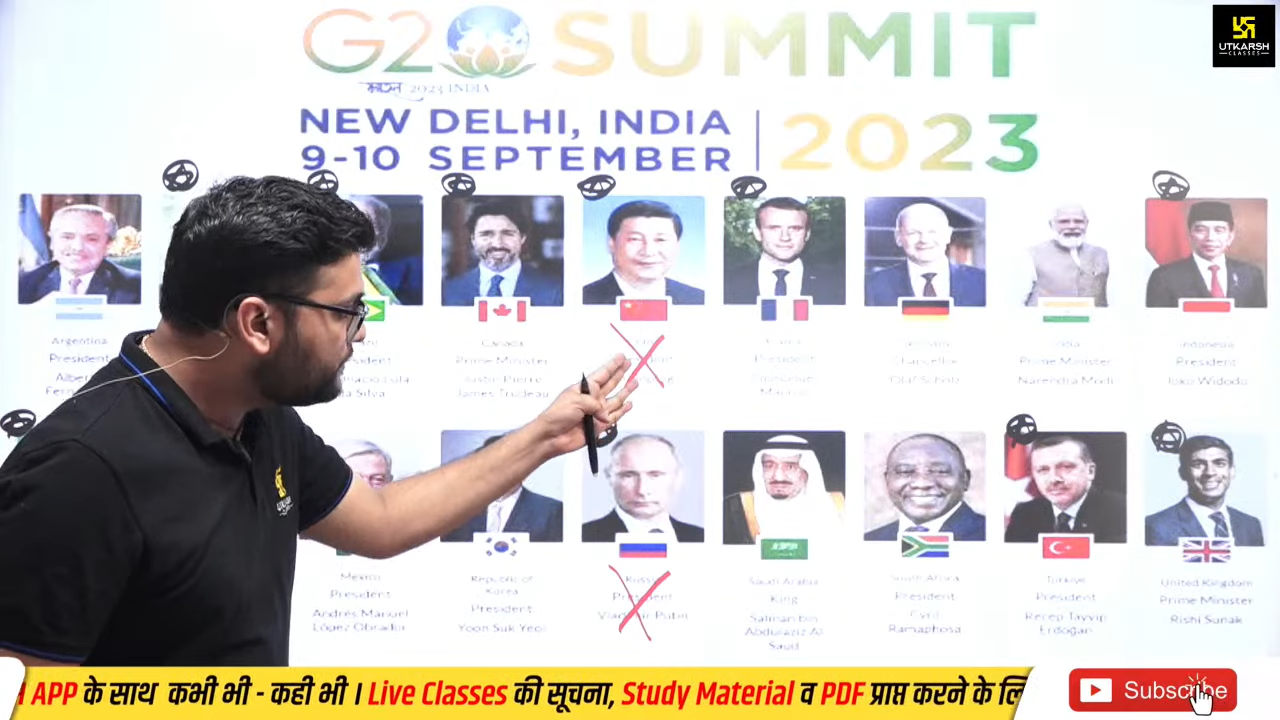 G20 SUMMIT
2023 INDIA
UTKARSH
CLASSES
NEW DELHI, INDIA
9-10 SEPTEMBER
2023
Argentina
President
Canada
Prime Minister
Justin Pierre
James Trudeau
President
Chancellor
Olaf Scholz
India
Prime Minister
Narendra Modi
Indonesia
President
Joko Widodo
Mexico
President
Andrés Manuel
López Obrador
Republic of
Korea
President
Yoon Suk Yeol
Russia
President
Vladimir Putin
Saudi Arabia
King
Salman bin
Abdulaziz Al
Saud
South Africa
President
Cyril
Ramaphosa
Türkiye
President
Recep Tayyip
Erdoğan
United Kingdom
Prime Minister
Rishi Sunak
UTKARSH
APP के साथ कभी भी - कही भी । Live Classes की सूचना, Study Material व PDF प्राप्त करने के
Subscribe